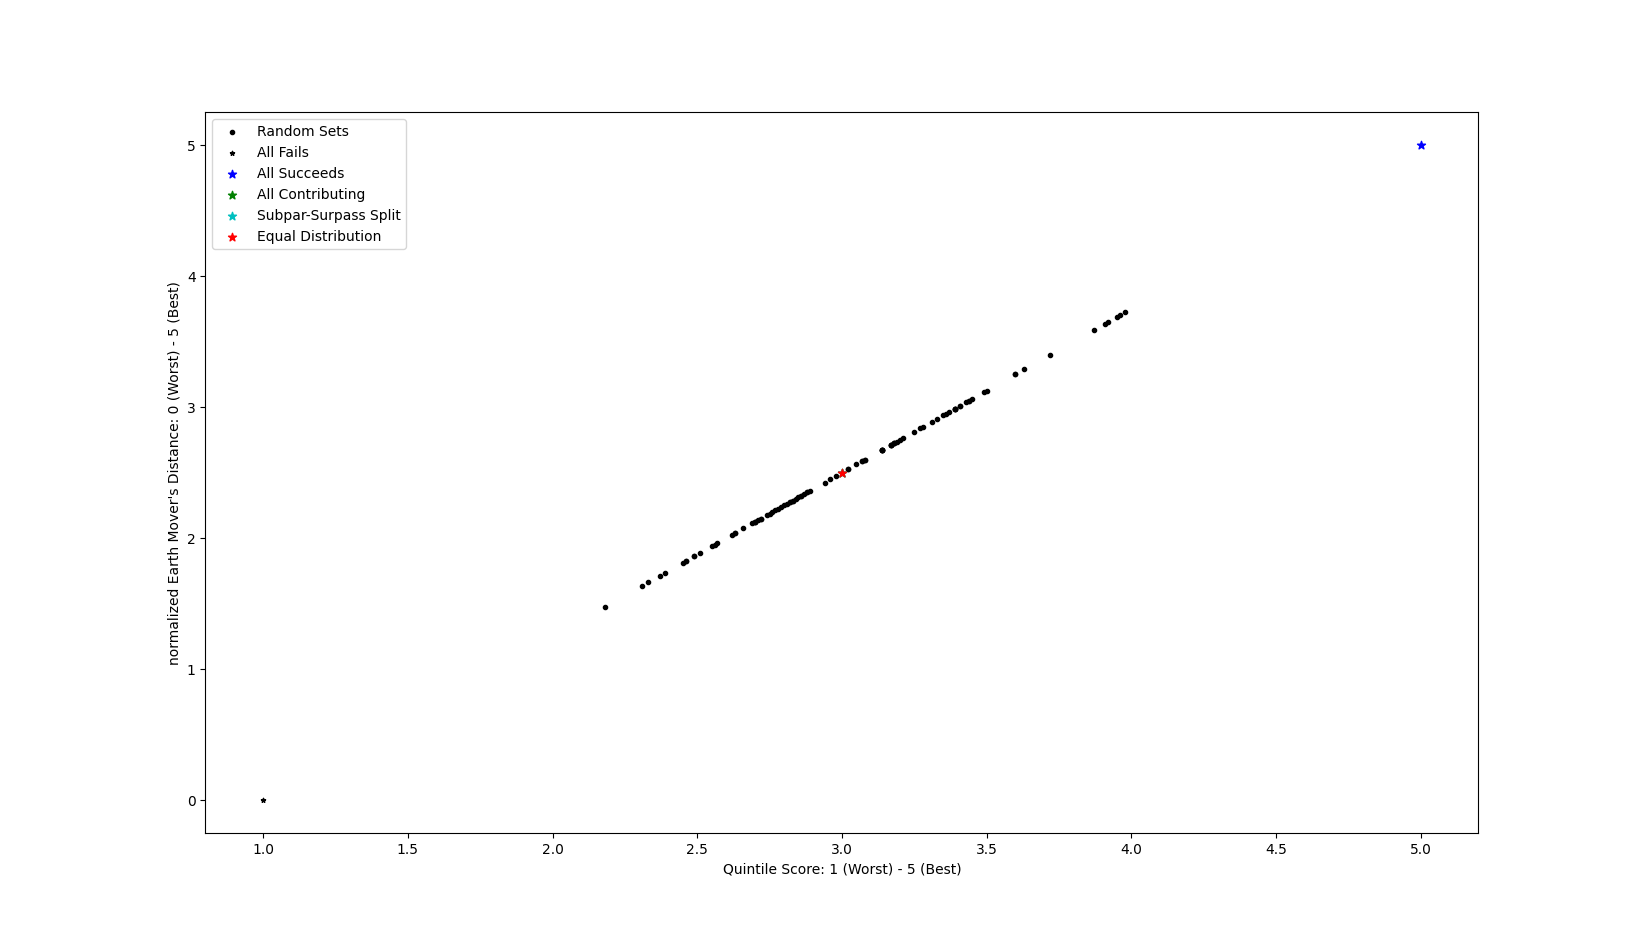 Random Sets
All Fails
All Succeeds
All Contributing
Subpar-Surpass Split
Equal Distribution
5
4
3
2
1
0
normalized Earth Mover's Distance: 0 (Worst) - 5 (Best)
1.0 1.5 2.0 2.5 3.0 3.5 4.0 4.5 5.0
Quintile Score: 1 (Worst) - 5 (Best)